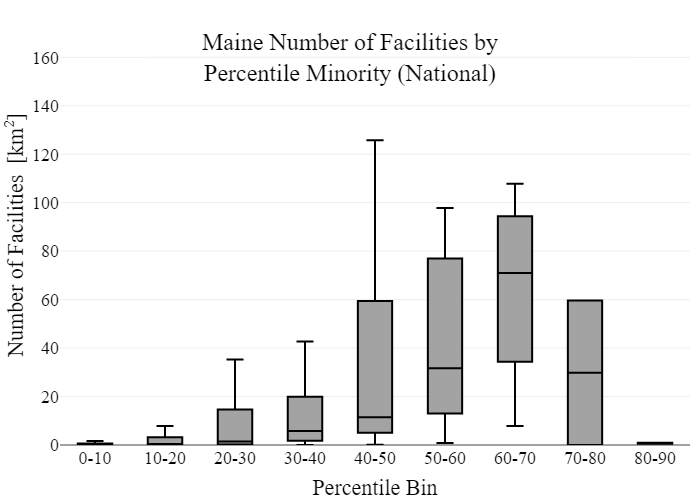 Maine Number of Facilities by
Percentile Minority (National)
Number of Facilities [km²]
160
140
120
100
80
60
40
20
0
0-10 10-20 20-30 30-40 40-50 50-60 60-70 70-80 80-90
Percentile Bin